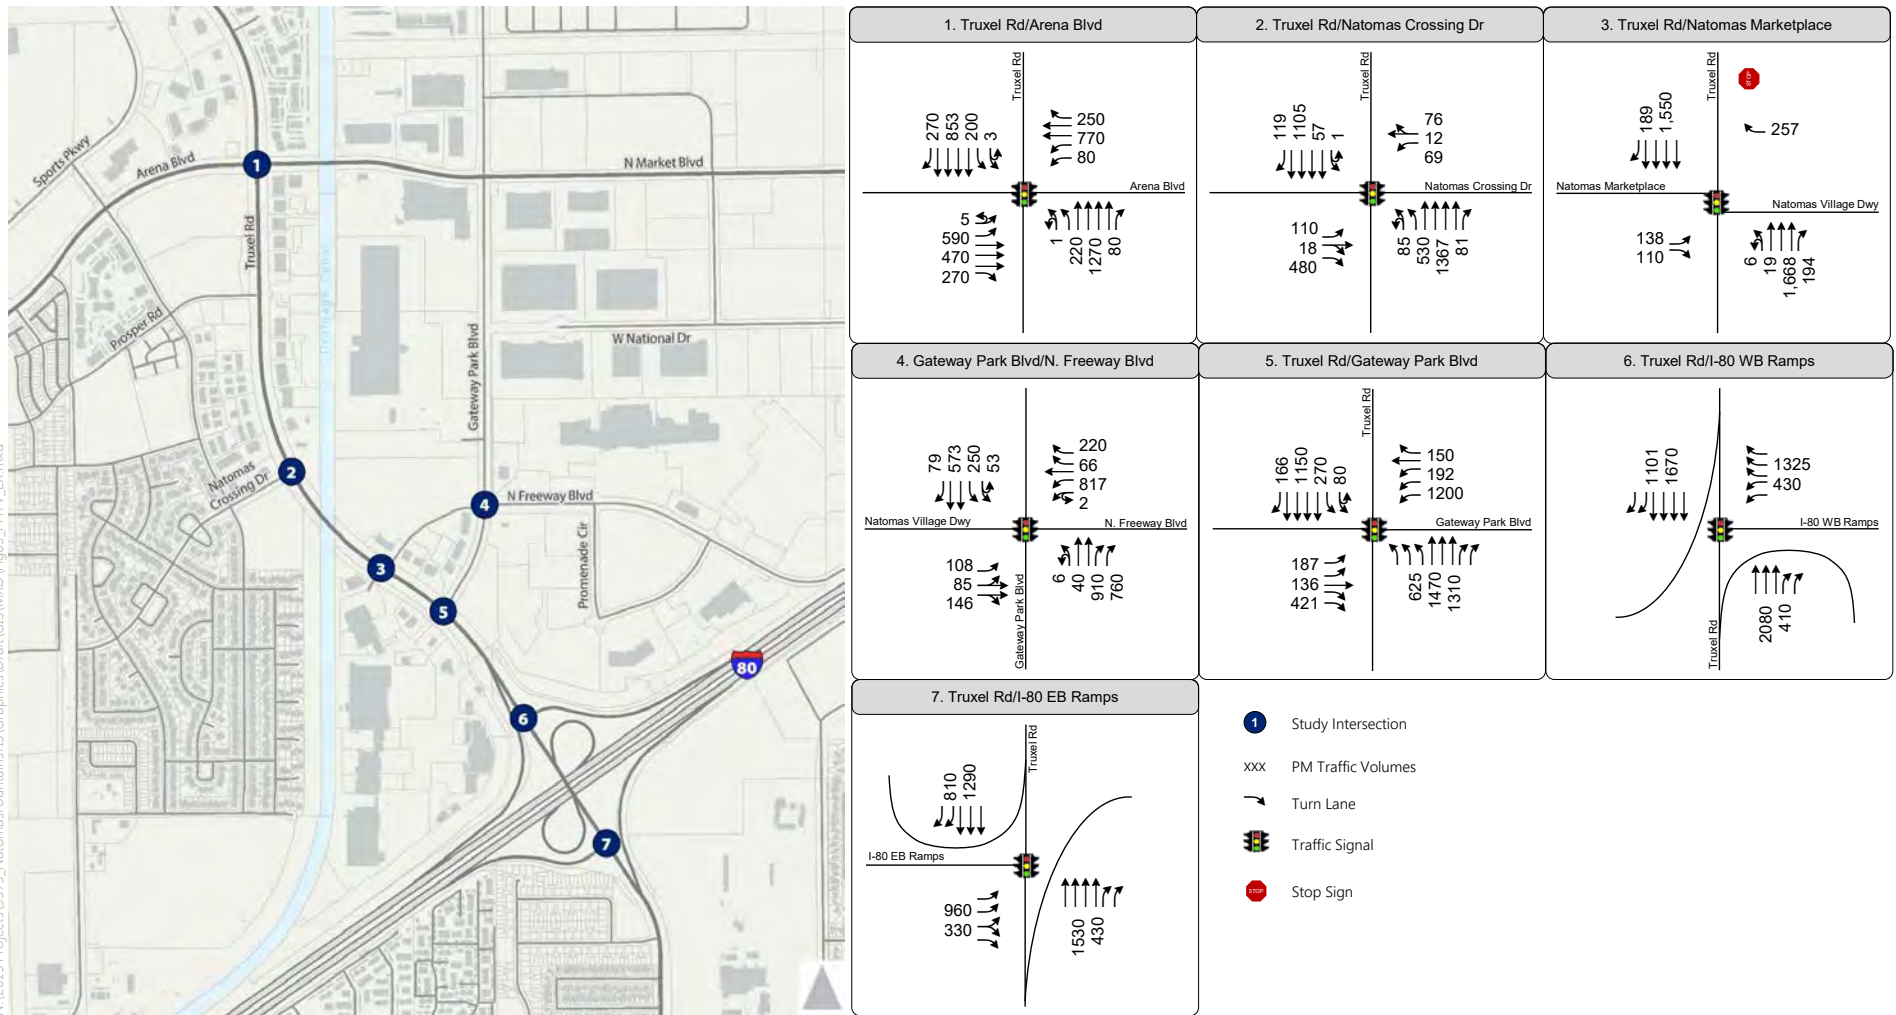 Sports Pkwy
Arena Blvd
1
N Market Blvd
Truxel Rd
Drainage Canal
Prosper Rd
Gateway Park Blvd
W National Dr
2
Natomas
Crossing Dr
4
N Freeway Blvd
3
5
Promenade Cir
80
6
7
1. Truxel Rd/Arena Blvd
Truxel Rd
270
853
200
3
250
770
80
Arena Blvd
5
590
470
270
1
220
1270
80
2. Truxel Rd/Natomas Crossing Dr
Truxel Rd
119
1105
57
1
76
12
69
Natomas Crossing Dr
110
18
480
85
530
1367
81
3. Truxel Rd/Natomas Marketplace
Truxel Rd
STOP
189
1,550
257
Natomas Marketplace
Natomas Village Dwy
138
110
6
19
1,668
194
4. Gateway Park Blvd/N. Freeway Blvd
79
573
250
53
220
66
817
2
Natomas Village Dwy
N. Freeway Blvd
108
85
146
Gateway Park Blvd
6
40
910
760
5. Truxel Rd/Gateway Park Blvd
Truxel Rd
166
1150
270
80
150
192
1200
Gateway Park Blvd
187
136
421
625
1470
1310
6. Truxel Rd/I-80 WB Ramps
1101
1670
1325
430
I-80 WB Ramps
Truxel Rd
2080
410
7. Truxel Rd/I-80 EB Ramps
Truxel Rd
810
1290
I-80 EB Ramps
960
330
1530
430
1 Study Intersection
XXX PM Traffic Volumes
Turn Lane
Traffic Signal
STOP Stop Sign